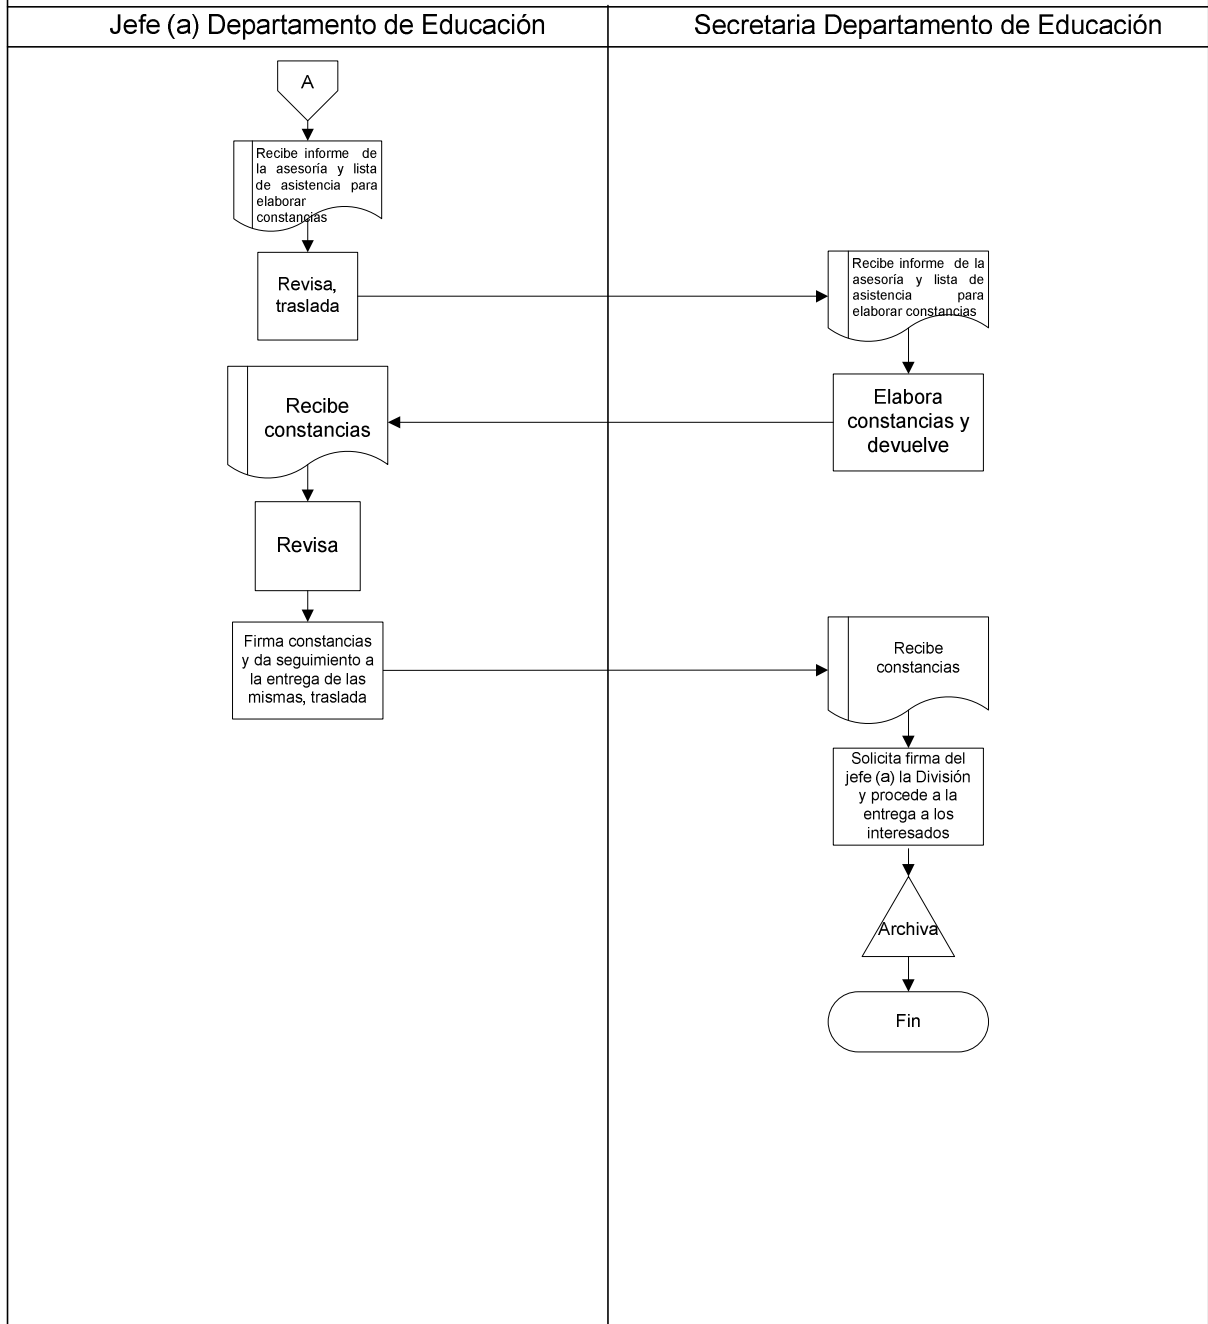 Jefe (a) Departamento de Educación
Secretaria Departamento de Educación
A
Recibe informe de
la asesoría y lista
de asistencia para
elaborar
constancias
Revisa,
traslada
Recibe informe de la
asesoría y lista de
asistencia para
elaborar constancias
Elabora
constancias y
devuelve
Recibe
constancias
Revisa
Firma constancias
y da seguimiento a
la entrega de las
mismas, traslada
Recibe
constancias
Solicita firma del
jefe (a) la División
y procede a la
entrega a los
interesados
Archiva
Fin